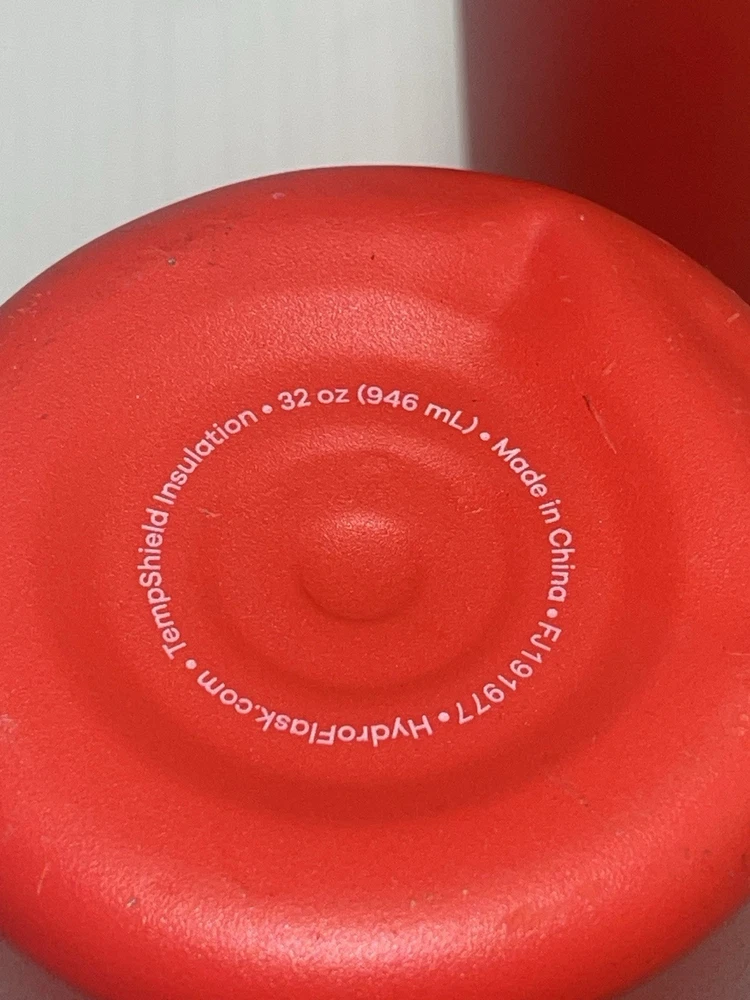 TempShield Insulation • 32 oz (946 mL) • Made in China • FJ191977 • HydroFlask.com •